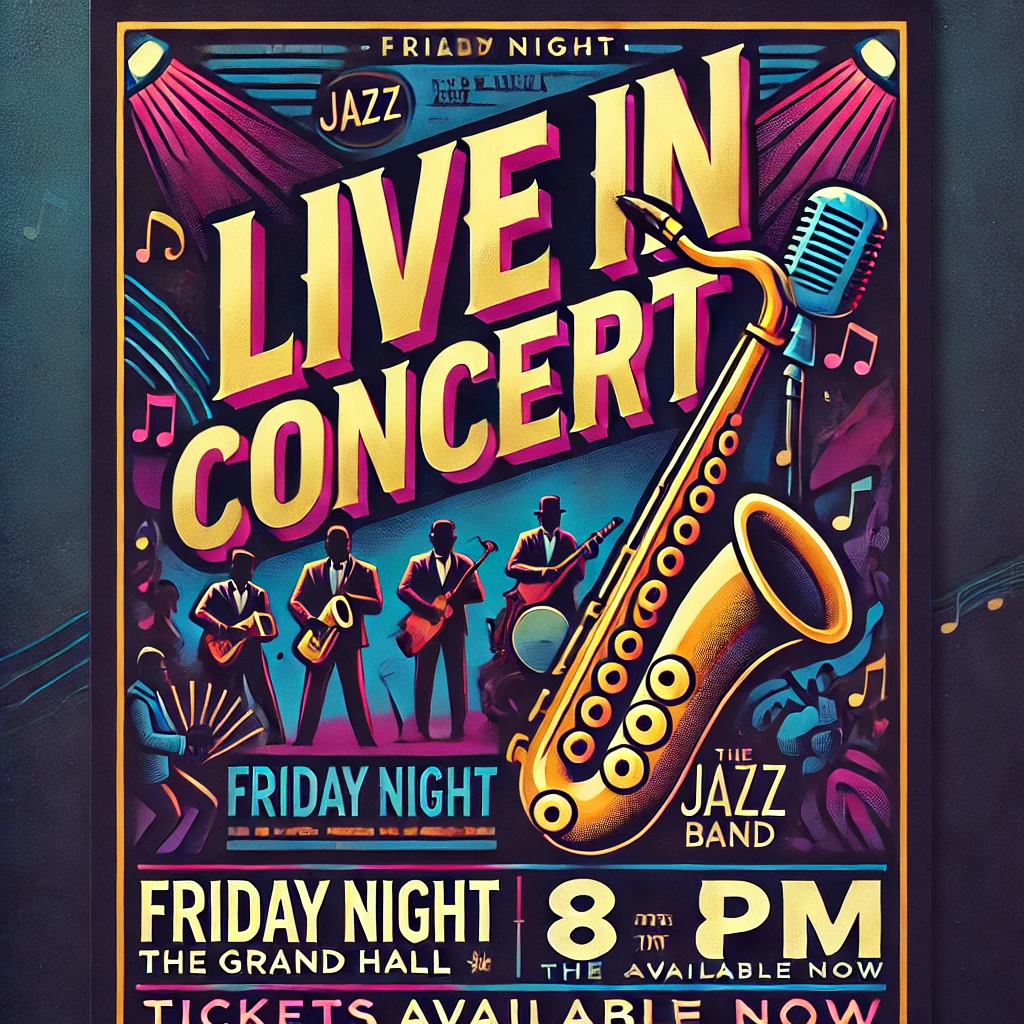 NIGHT
JAZZ
LIVE IN
CONCERT
FRIDAY NIGHT
THE
JAZZ
BAND
FRIDAY NIGHT
THE GRAND HALL
8 PM
THE AVAILABLE NOW
TICKETS AVAILABLE NOW